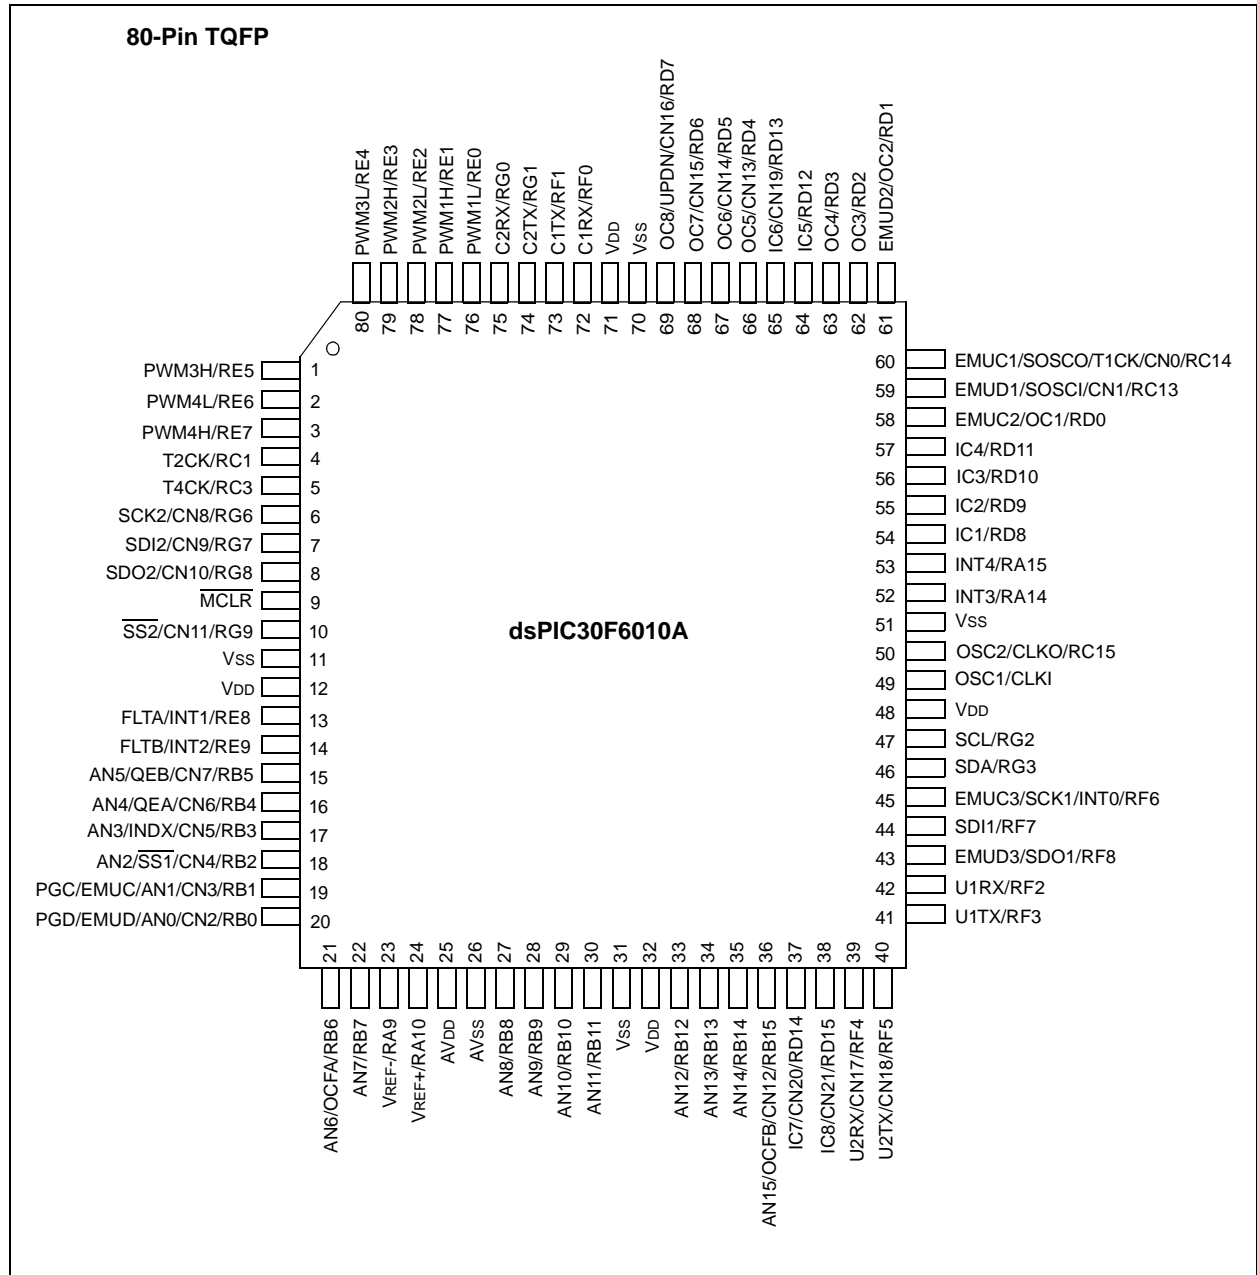 80-Pin TQFP
PWM3L/RE4
PWM2H/RE3
PWM2L/RE2
PWM1H/RE1
PWM1L/RE0
C2RX/RG0
C2TX/RG1
C1TX/RF1
C1RX/RF0
VDD
VSS
OC8/UPDN/CN16/RD7
OC7/CN15/RD6
OC6/CN14/RD5
OC5/CN13/RD4
IC6/CN19/RD13
IC5/RD12
OC4/RD3
OC3/RD2
EMUD2/OC2/RD1
80
79
78
77
76
75
74
73
72
71
70
69
68
67
66
65
64
63
62
61
PWM3H/RE5 1
PWM4L/RE6 2
PWM4H/RE7 3
T2CK/RC1 4
T4CK/RC3 5
SCK2/CN8/RG6 6
SDI2/CN9/RG7 7
SDO2/CN10/RG8 8
MCLR 9
SS2/CN11/RG9 10
VSS 11
VDD 12
FLTA/INT1/RE8 13
FLTB/INT2/RE9 14
AN5/QEB/CN7/RB5 15
AN4/QEA/CN6/RB4 16
AN3/INDX/CN5/RB3 17
AN2/SS1/CN4/RB2 18
PGC/EMUC/AN1/CN3/RB1 19
PGD/EMUD/AN0/CN2/RB0 20
dsPIC30F6010A
60 EMUC1/SOSCO/T1CK/CN0/RC14
59 EMUD1/SOSCI/CN1/RC13
58 EMUC2/OC1/RD0
57 IC4/RD11
56 IC3/RD10
55 IC2/RD9
54 IC1/RD8
53 INT4/RA15
52 INT3/RA14
51 VSS
50 OSC2/CLKO/RC15
49 OSC1/CLKI
48 VDD
47 SCL/RG2
46 SDA/RG3
45 EMUC3/SCK1/INT0/RF6
44 SDI1/RF7
43 EMUD3/SDO1/RF8
42 U1RX/RF2
41 U1TX/RF3
21
22
23
24
25
26
27
28
29
30
31
32
33
34
35
36
37
38
39
40
AN6/OCFA/RB6
AN7/RB7
VREF-/RA9
VREF+/RA10
AVDD
AVSS
AN8/RB8
AN9/RB9
AN10/RB10
AN11/RB11
VSS
VDD
AN12/RB12
AN13/RB13
AN14/RB14
AN15/OCFB/CN12/RB15
IC7/CN20/RD14
IC8/CN21/RD15
U2RX/CN17/RF4
U2TX/CN18/RF5